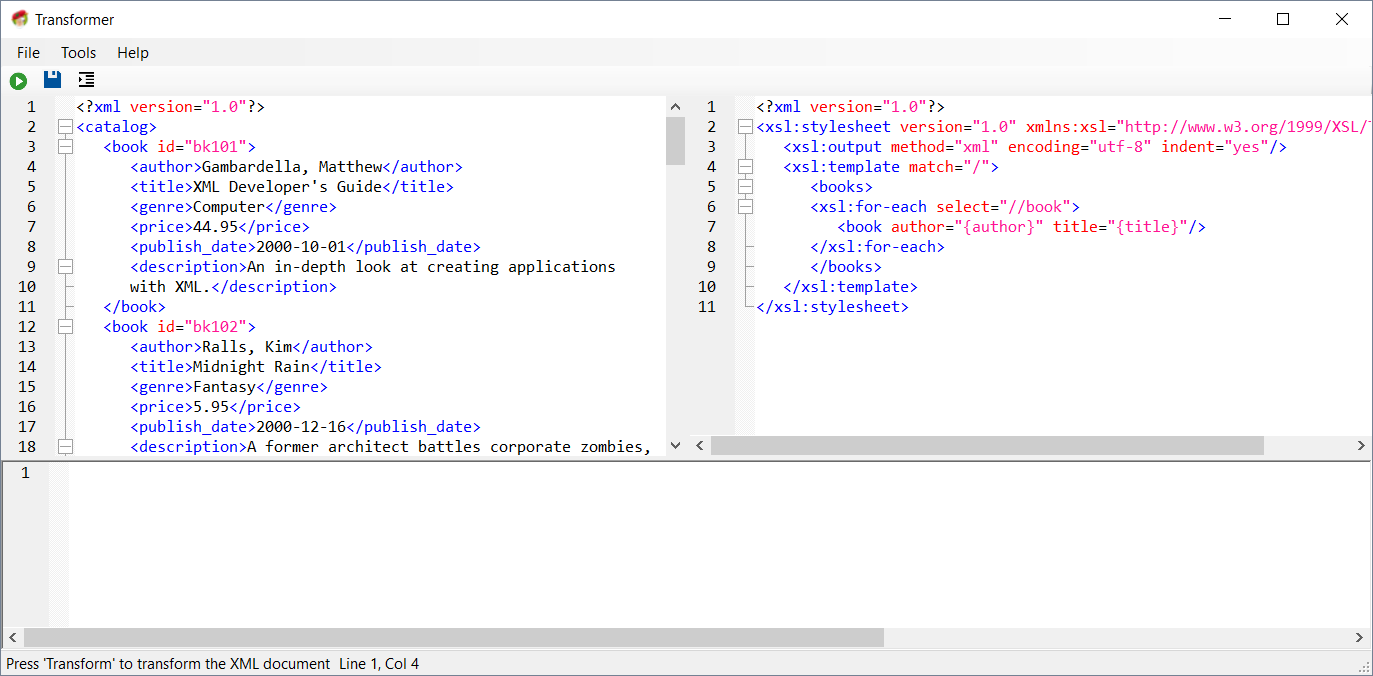 Transformer
File Tools Help
1 <?xml version="1.0"?>
2 <catalog>
3 <book id="bk101">
4 <author>Gambardella, Matthew</author>
5 <title>XML Developer's Guide</title>
6 <genre>Computer</genre>
7 <price>44.95</price>
8 <publish_date>2000-10-01</publish_date>
9 <description>An in-depth look at creating applications
10 with XML.</description>
11 </book>
12 <book id="bk102">
13 <author>Ralls, Kim</author>
14 <title>Midnight Rain</title>
15 <genre>Fantasy</genre>
16 <price>5.95</price>
17 <publish_date>2000-12-16</publish_date>
18 <description>A former architect battles corporate zombies,
1 <?xml version="1.0"?>
2 <xsl:stylesheet version="1.0" xmlns:xsl="http://www.w3.org/1999/XSL/
3 <xsl:output method="xml" encoding="utf-8" indent="yes"/>
4 <xsl:template match="/">
5 <books>
6 <xsl:for-each select="//book">
7 <book author="{author}" title="{title}"/>
8 </xsl:for-each>
9 </books>
10 </xsl:template>
11 </xsl:stylesheet>
1
Press 'Transform' to transform the XML document Line 1, Col 4